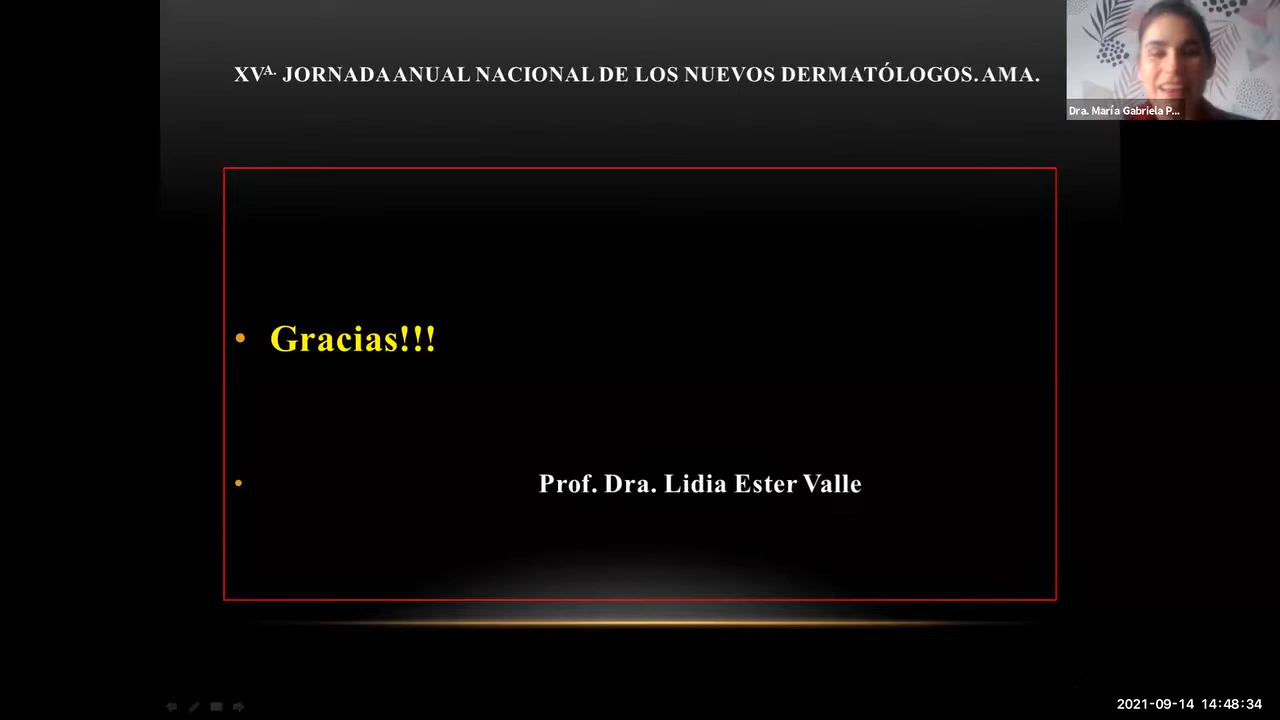 XVA. JORNADA ANUAL NACIONAL DE LOS NUEVOS DERMATÓLOGOS. AMA.
Dra. María Gabriela P...
• Gracias!!!
• Prof. Dra. Lidia Ester Valle
2021-09-14 14:48:34